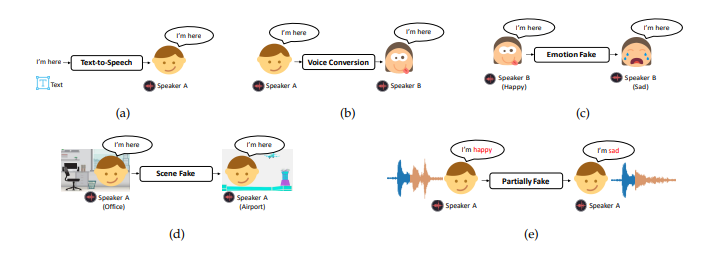 I'm here
I'm here → Text-to-Speech
T Text
Speaker A
(a)
I'm here
I'm here
Voice Conversion
Speaker A
Speaker B
(b)
I'm here
I'm here
Emotion Fake
Speaker B
(Happy)
Speaker B
(Sad)
(c)
I'm here
I'm here
Scene Fake
Speaker A
(Office)
Speaker A
(Airport)
(d)
I'm happy
I'm sad
Partially Fake
Speaker A
Speaker A
(e)